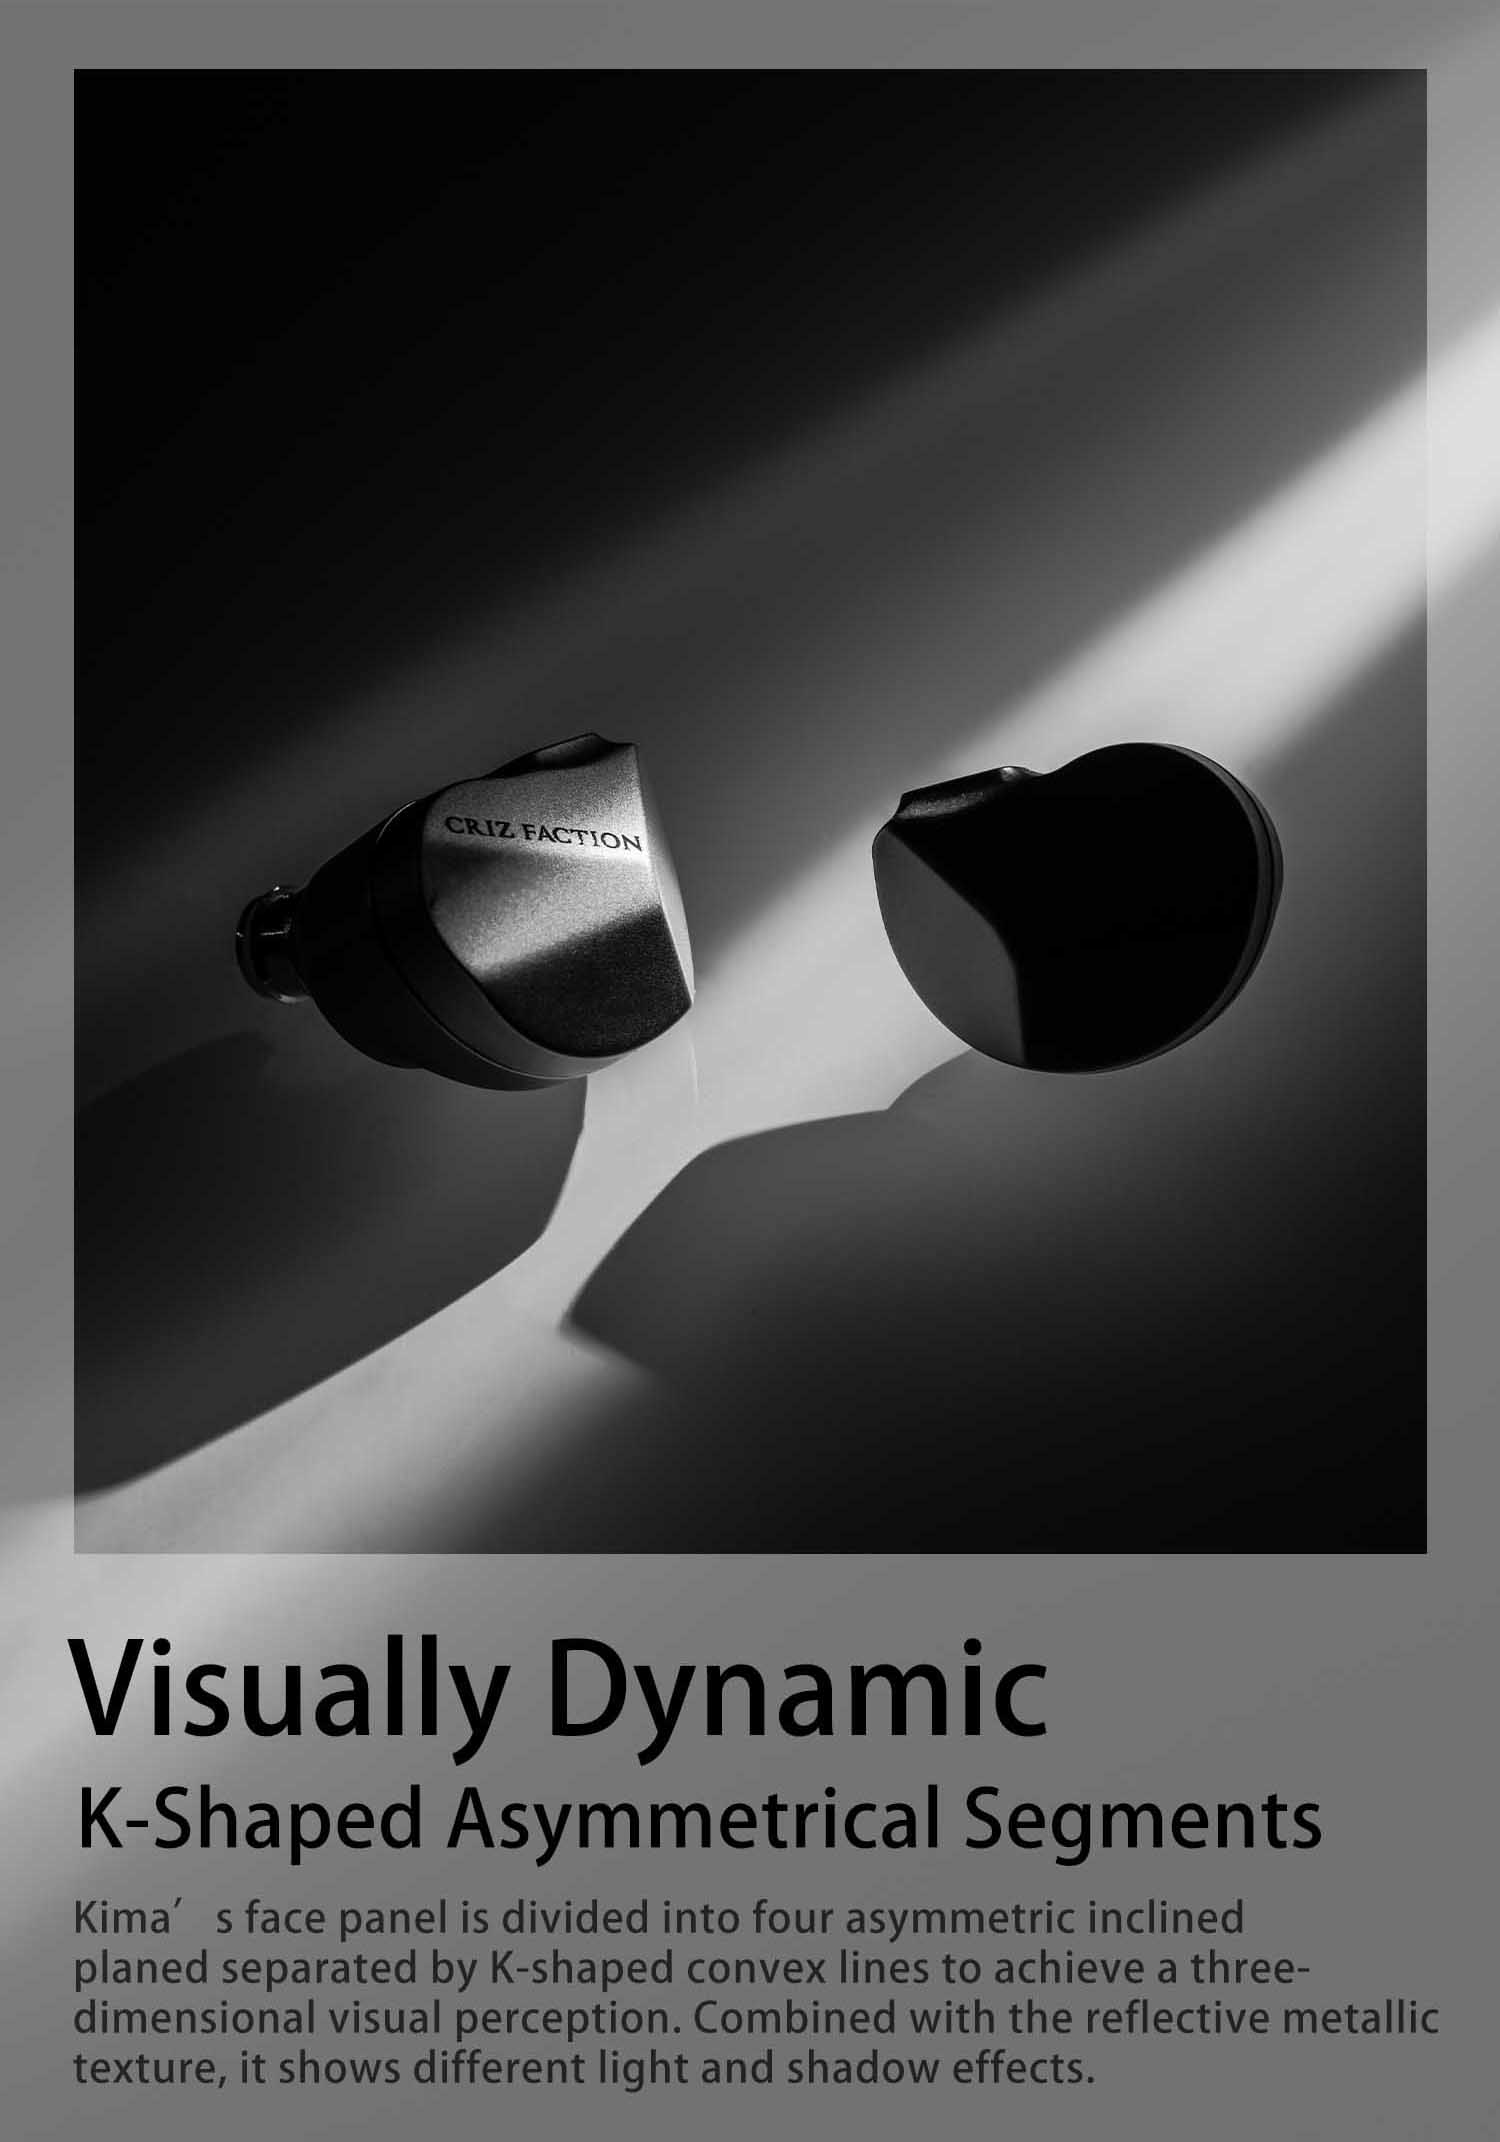 CRIZ FACTION
Visually Dynamic
K-Shaped Asymmetrical Segments
Kima′ s face panel is divided into four asymmetric inclined
planed separated by K-shaped convex lines to achieve a three-
dimensional visual perception. Combined with the reflective metallic
texture, it shows different light and shadow effects.